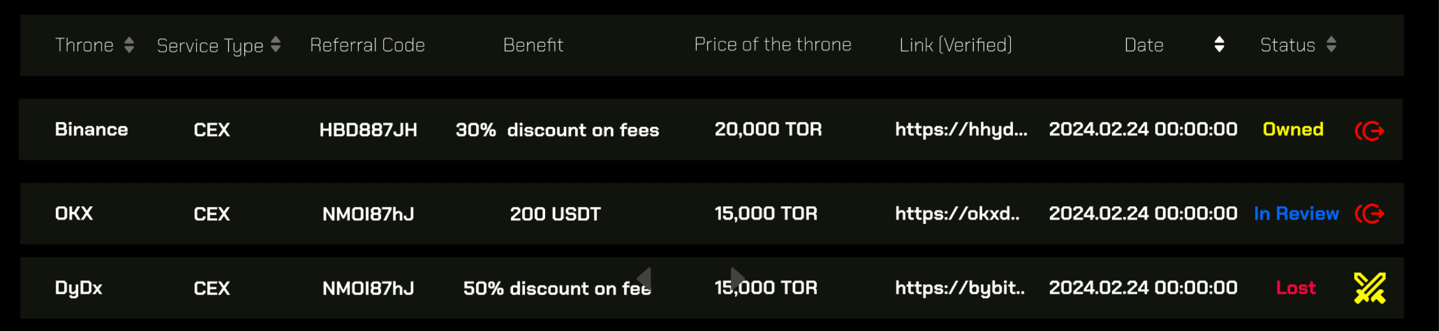 Throne Service Type Referral Code Benefit Price of the throne Link (Verified) Date Status
Binance CEX HBD887JH 30% discount on fees 20,000 TOR https://hhyd... 2024.02.24 00:00:00 Owned
OKX CEX NMOI87hJ 200 USDT 15,000 TOR https://okxd.. 2024.02.24 00:00:00 In Review
DyDx CEX NMOI87hJ 50% discount on fee 15,000 TOR https://bybit.. 2024.02.24 00:00:00 Lost